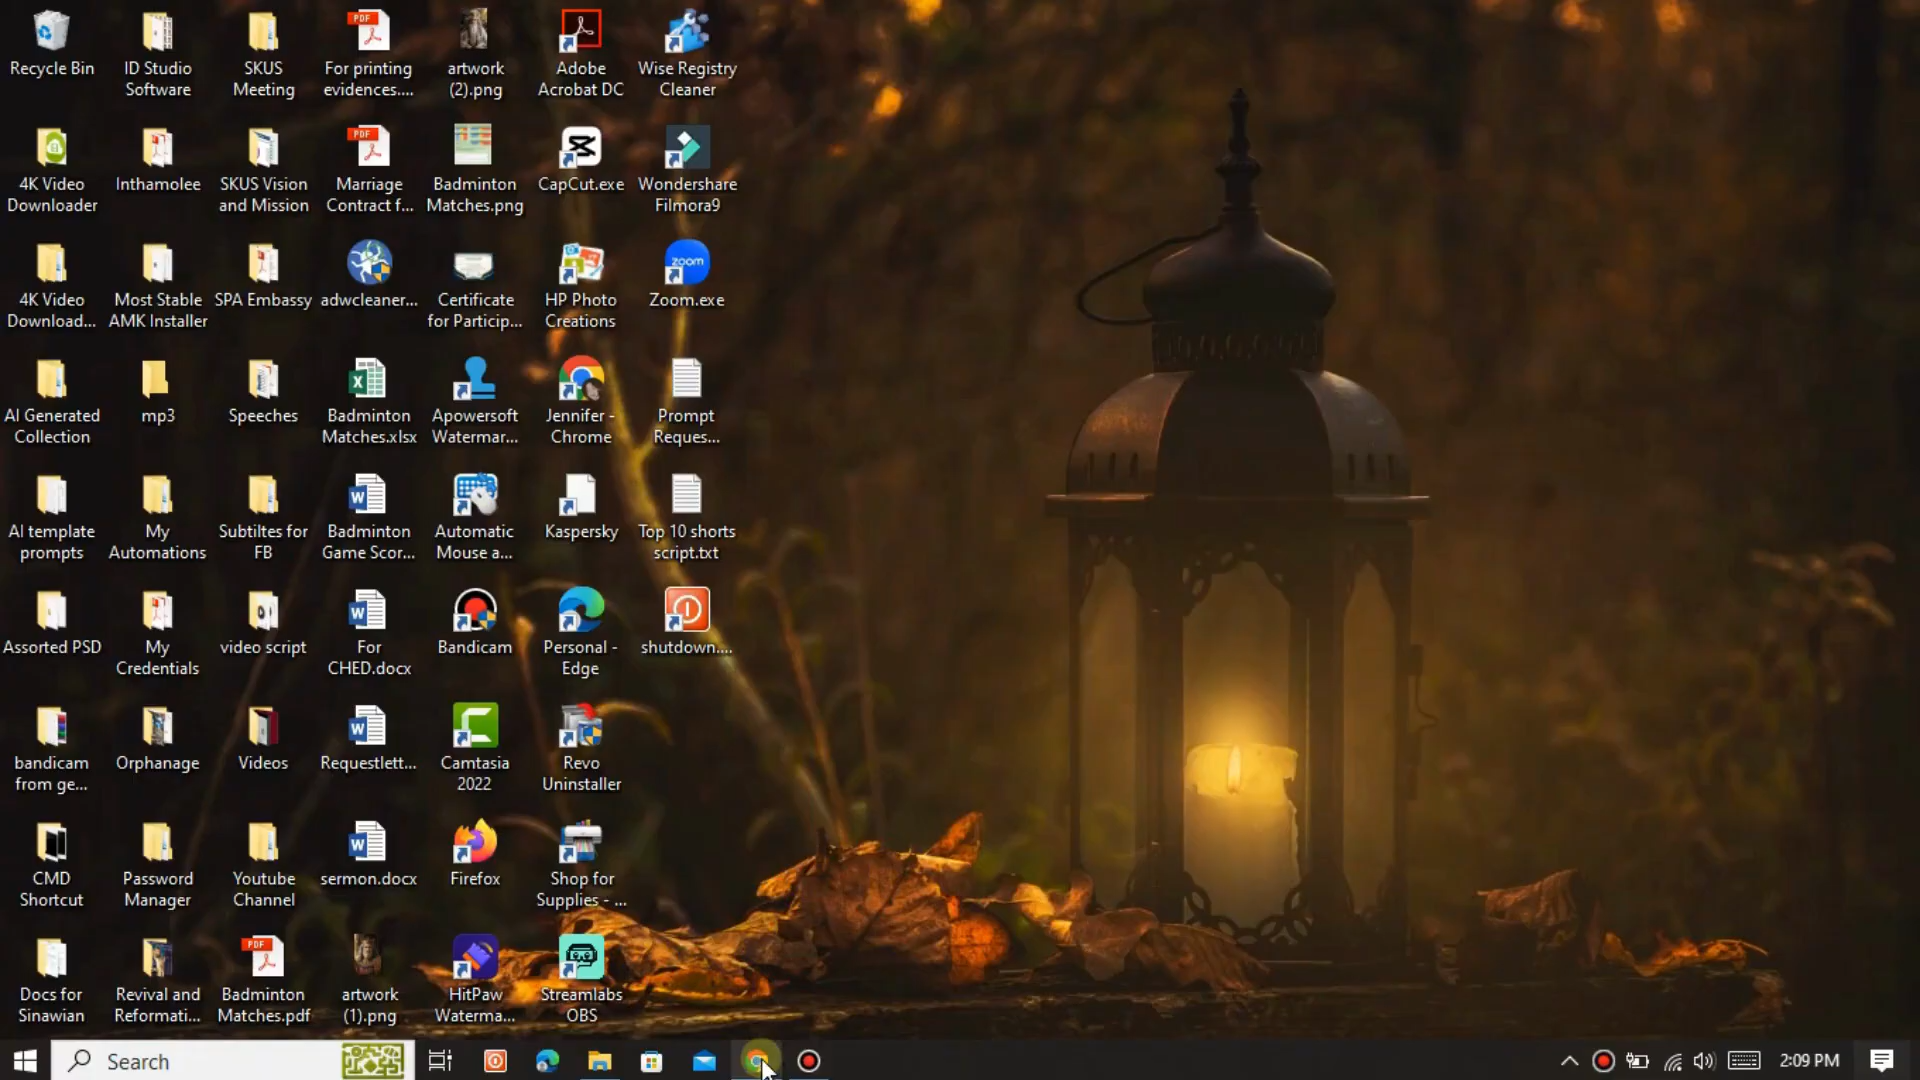 Recycle Bin
ID Studio
Software
SKUS
Meeting
PDF
For printing
evidences....
artwork
(2).png
Adobe
Acrobat DC
Wise Registry
Cleaner
4K Video
Downloader
Inthamolee
SKUS Vision
and Mission
PDF
Marriage
Contract f...
Badminton
Matches.png
CapCut.exe
Wondershare
Filmora9
4K Video
Download...
Most Stable
AMK Installer
SPA Embassy
adwcleaner...
Certificate
for Particip...
HP Photo
Creations
zoom
Zoom.exe
AI Generated
Collection
mp3
Speeches
X
Badminton
Matches.xlsx
Apowersoft
Watermar...
Jennifer -
Chrome
Prompt
Reques...
AI template
prompts
My
Automations
Subtiltes for
FB
W
Badminton
Game Scor...
Automatic
Mouse a...
Kaspersky
Top 10 shorts
script.txt
Assorted PSD
My
Credentials
video script
W
For
CHED.docx
Bandicam
Personal -
Edge
shutdown....
bandicam
from ge...
Orphanage
Videos
W
Requestlett...
Camtasia
2022
Revo
Uninstaller
CMD
Shortcut
Password
Manager
Youtube
Channel
W
sermon.docx
Firefox
Shop for
Supplies - ...
Docs for
Sinawian
Revival and
Reformati...
PDF
Badminton
Matches.pdf
artwork
(1).png
HitPaw
Waterma...
Streamlabs
OBS
Search
2:09 PM